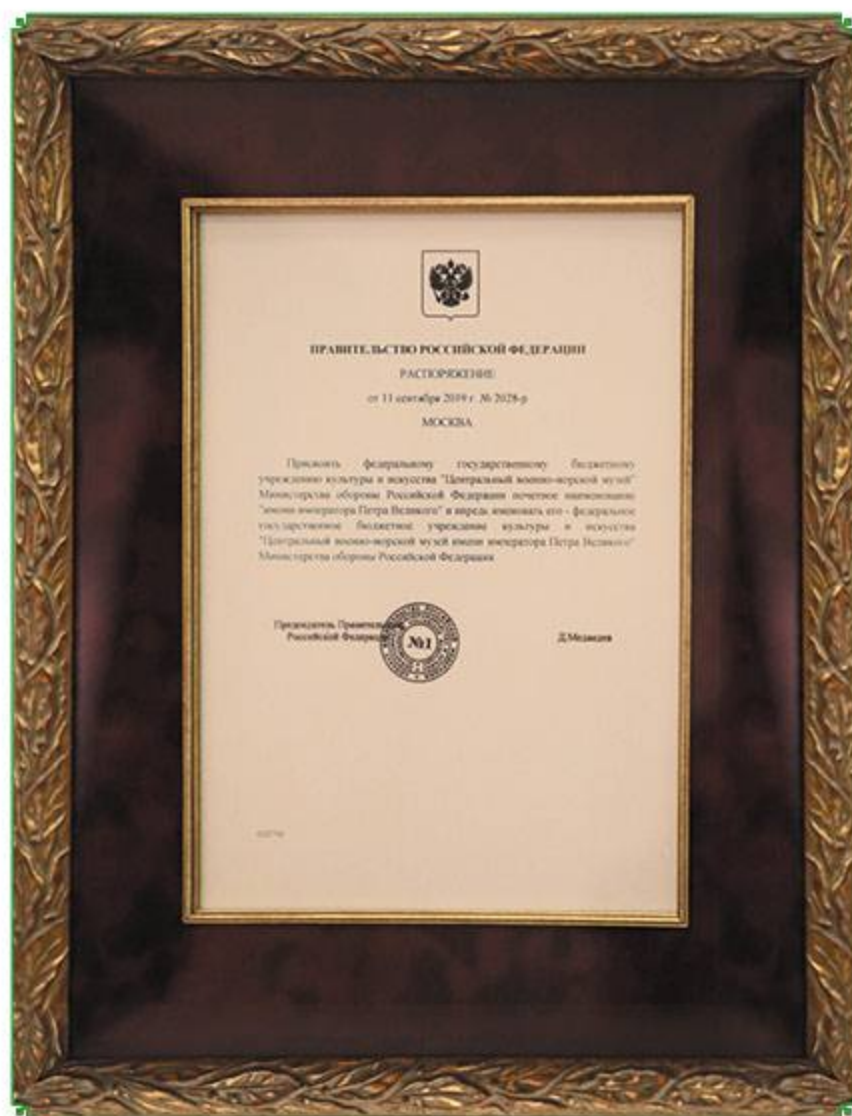 ПРАВИТЕЛЬСТВО РОССИЙСКОЙ ФЕДЕРАЦИИ
РАСПОРЯЖЕНИЕ
от 11 сентября 2019 г. № 2028-р
МОСКВА
Присвоить федеральному государственному бюджетному
учреждению культуры и искусства "Центральный военно-морской музей"
Министерства обороны Российской Федерации почетное наименование
"имени императора Петра Великого" и впредь именовать его - федеральное
государственное бюджетное учреждение культуры и искусства
"Центральный военно-морской музей имени императора Петра Великого"
Министерства обороны Российской Федерации
Председатель Правительства
Российской Федерации
№1
Д.Медведев